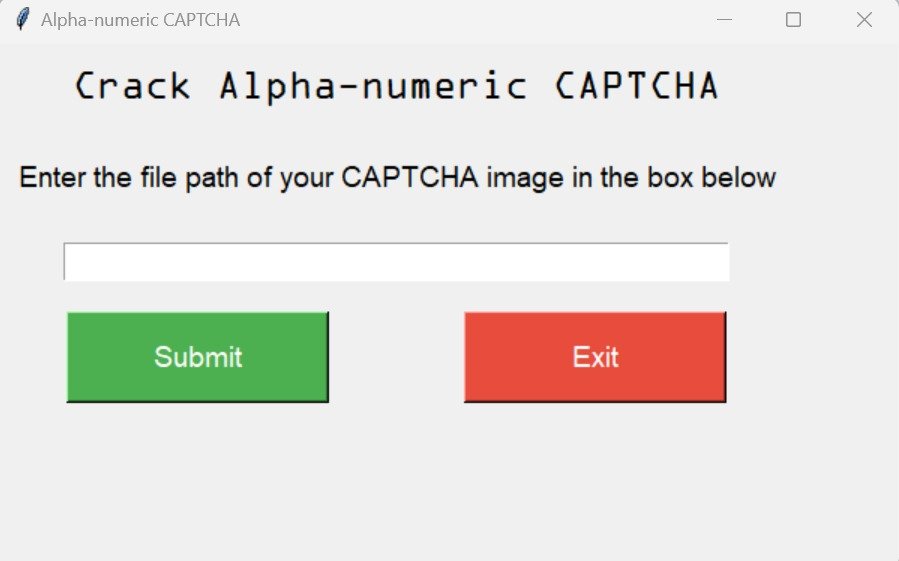 Alpha-numeric CAPTCHA
Crack Alpha-numeric CAPTCHA
Enter the file path of your CAPTCHA image in the box below
Submit
Exit